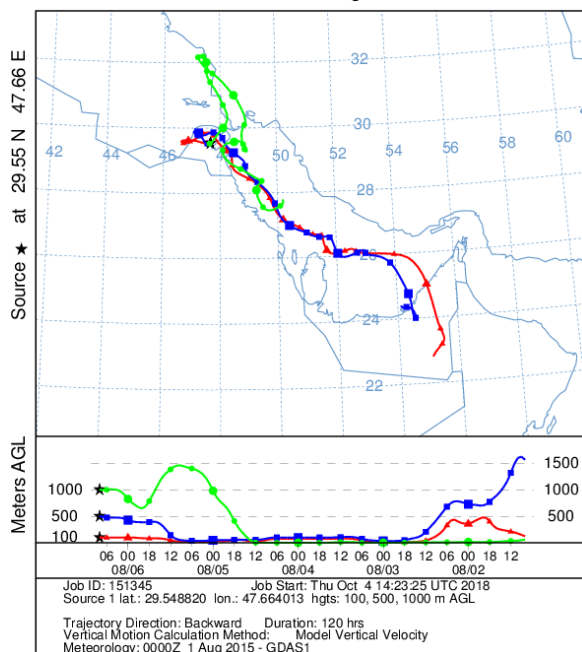 Source ★ at 29.55 N 47.66 E
32
42
44
30
50
52
54
56
58
60
28
26
24
22
Meters AGL
1500
1000
1000
500
500
100
06 00 18 12 06 00 18 12 06 00 18 12 06 00 18 12 06 00 18 12
08/06 08/05 08/04 08/03 08/02
Job ID: 151345 Job Start: Thu Oct 4 14:23:25 UTC 2018
Source 1 lat.: 29.548820 lon.: 47.664013 hgts: 100, 500, 1000 m AGL
Trajectory Direction: Backward Duration: 120 hrs
Vertical Motion Calculation Method: Model Vertical Velocity
Meteorology: 0000Z 1 Aug 2015 - GDAS1